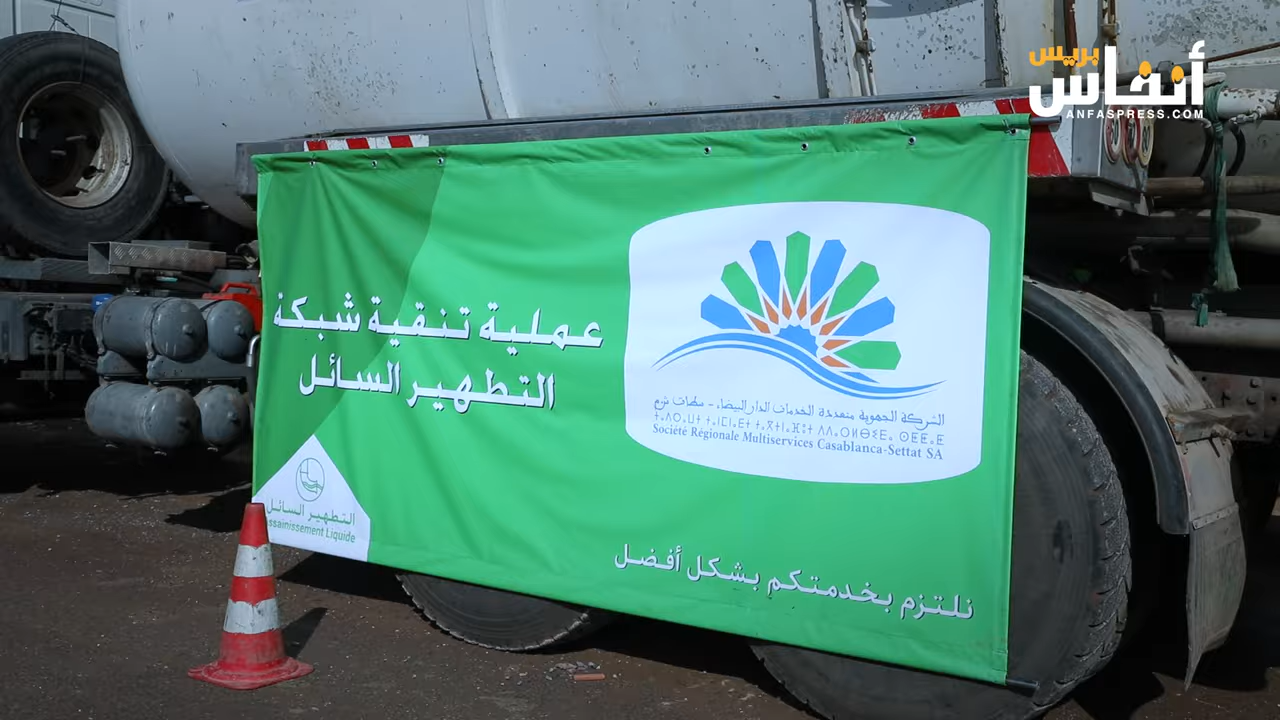 بريس
أنفاس
ANFASPRESS.COM
عملية تنقية شبكة
التطهير السائل
الشركة الجهوية متعددة الخدمات الدار البيضاء - سطات ش.م
Société Régionale Multiservices Casablanca-Settat SA
التطهير السائل
ssainissement Liquide
نلتزم بخدمتكم بشكل أفضل